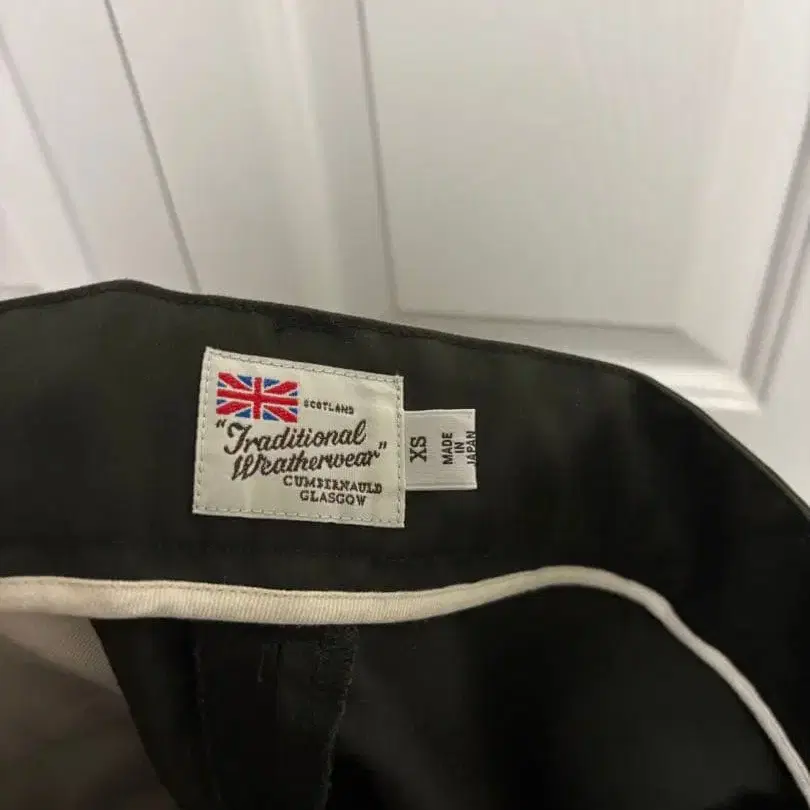 SCOTLAND
"Traditional
Weatherwear"
CUMBERNAULD
GLASGOW
XS
MADE
IN
JAPAN